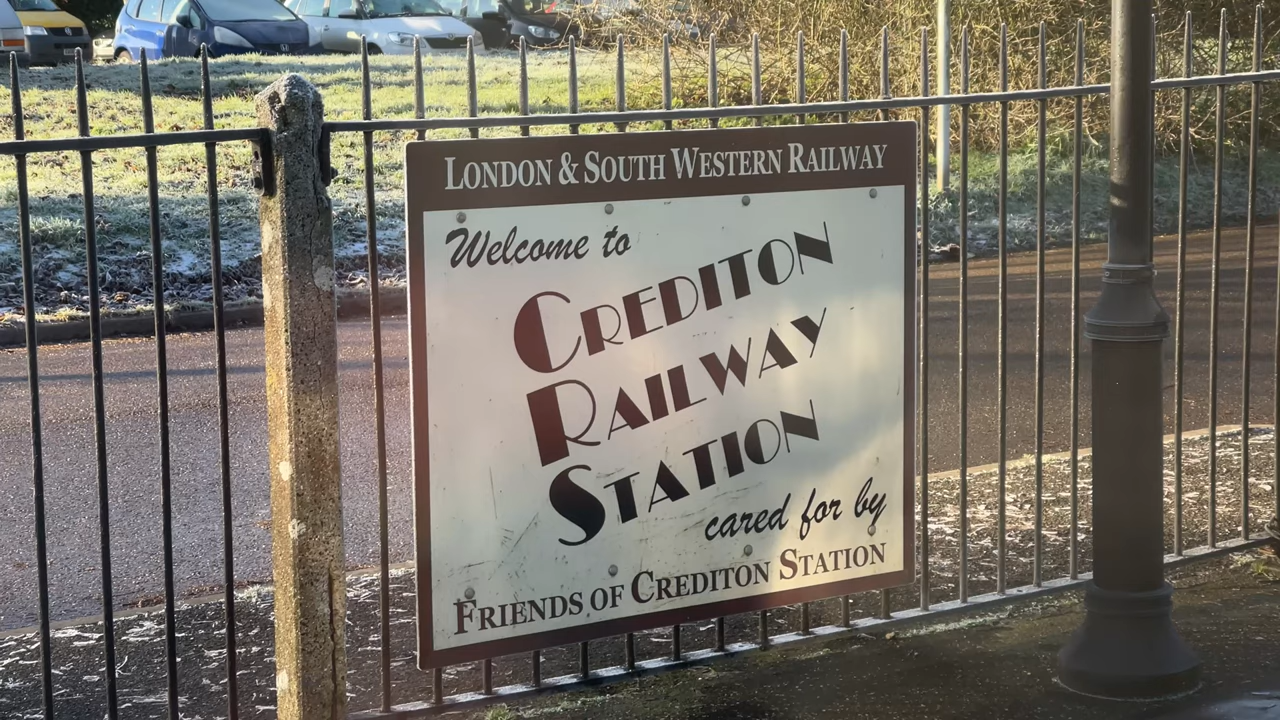 LONDON & SOUTH WESTERN RAILWAY
Welcome to
CREDITON
RAILWAY
STATION
cared for by
FRIENDS OF CREDITON STATION